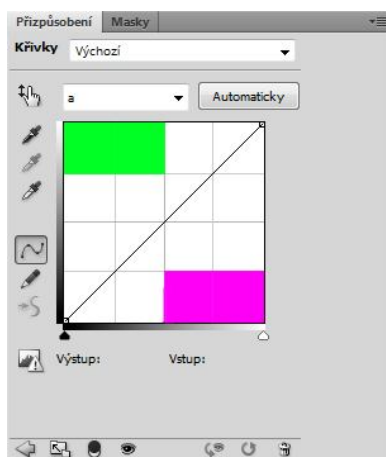 Přizpůsobení Masky
Křivky Výchozí
a Automaticky
Výstup: Vstup: